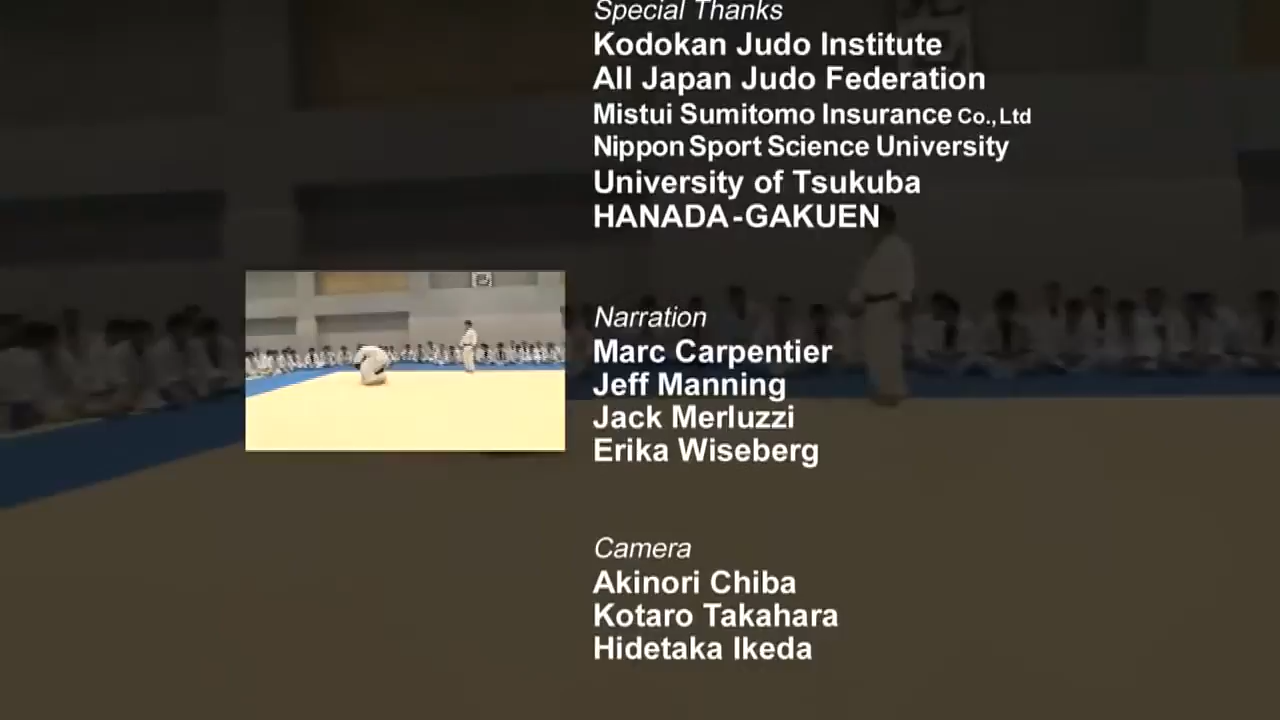 Special Thanks
Kodokan Judo Institute
All Japan Judo Federation
Mistui Sumitomo Insurance Co., Ltd
Nippon Sport Science University
University of Tsukuba
HANADA-GAKUEN
Narration
Marc Carpentier
Jeff Manning
Jack Merluzzi
Erika Wiseberg
Camera
Akinori Chiba
Kotaro Takahara
Hidetaka Ikeda